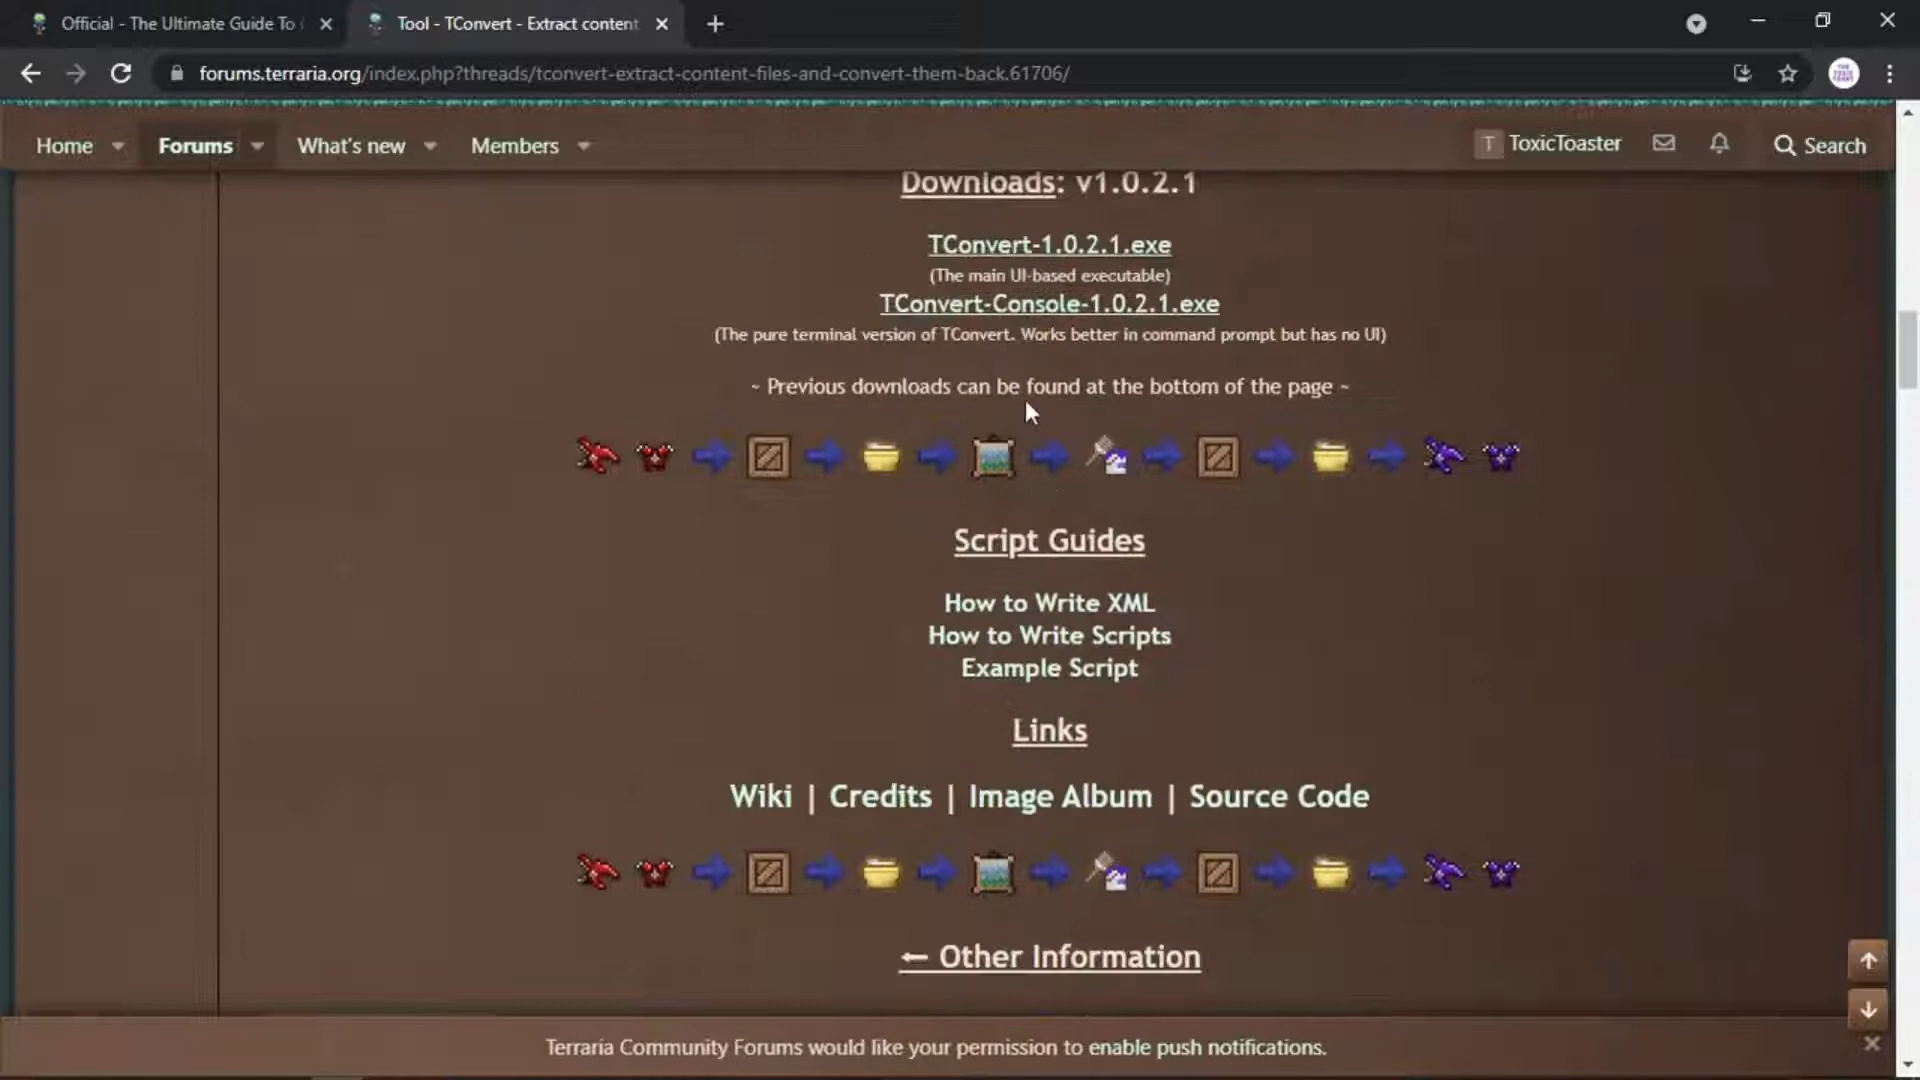 Official - The Ultimate Guide To
Tool - TConvert - Extract content
forums.terraria.org/index.php?threads/tconvert-extract-content-files-and-convert-them-back.61706/
Home Forums What's new Members T ToxicToaster Search
Downloads: v1.0.2.1
TConvert-1.0.2.1.exe
(The main UI-based executable)
TConvert-Console-1.0.2.1.exe
(The pure terminal version of TConvert. Works better in command prompt but has no UI)
~ Previous downloads can be found at the bottom of the page ~
Script Guides
How to Write XML
How to Write Scripts
Example Script
Links
Wiki | Credits | Image Album | Source Code
← Other Information
Terraria Community Forums would like your permission to enable push notifications.